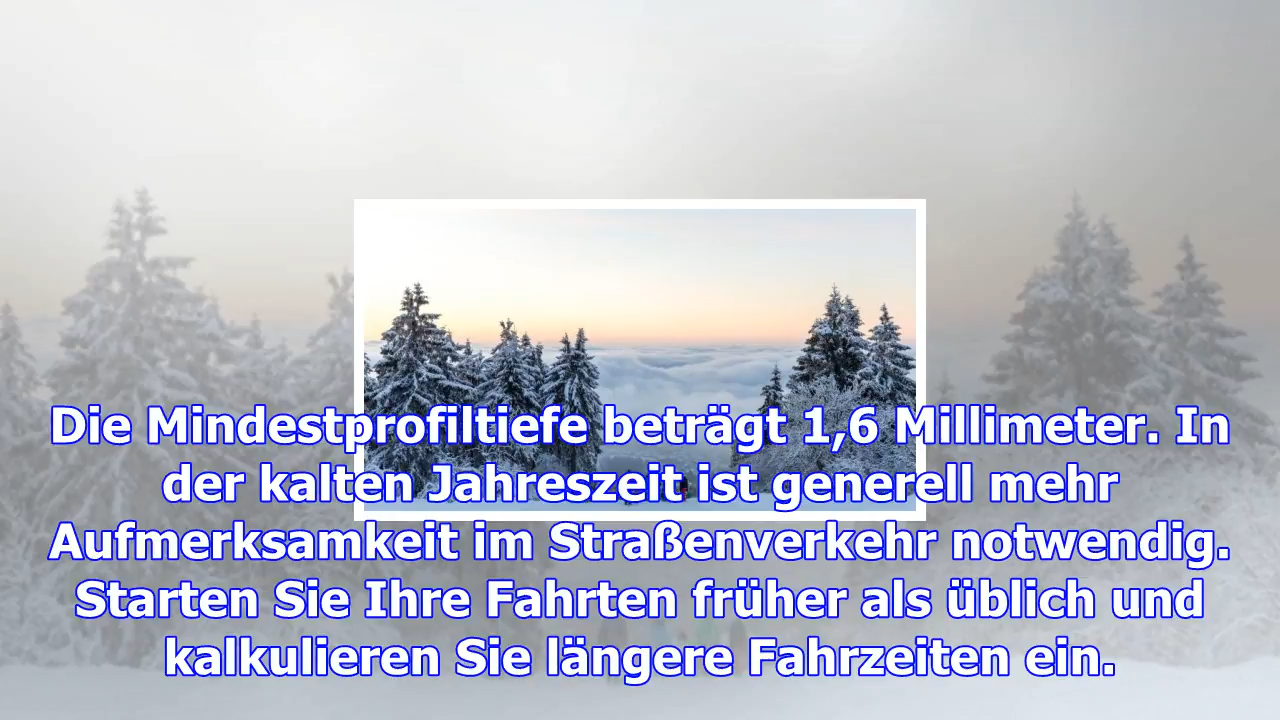 Die Mindestprofiltiefe beträgt 1,6 Millimeter. In
der kalten Jahreszeit ist generell mehr
Aufmerksamkeit im Straßenverkehr notwendig.
Starten Sie Ihre Fahrten früher als üblich und
kalkulieren Sie längere Fahrzeiten ein.